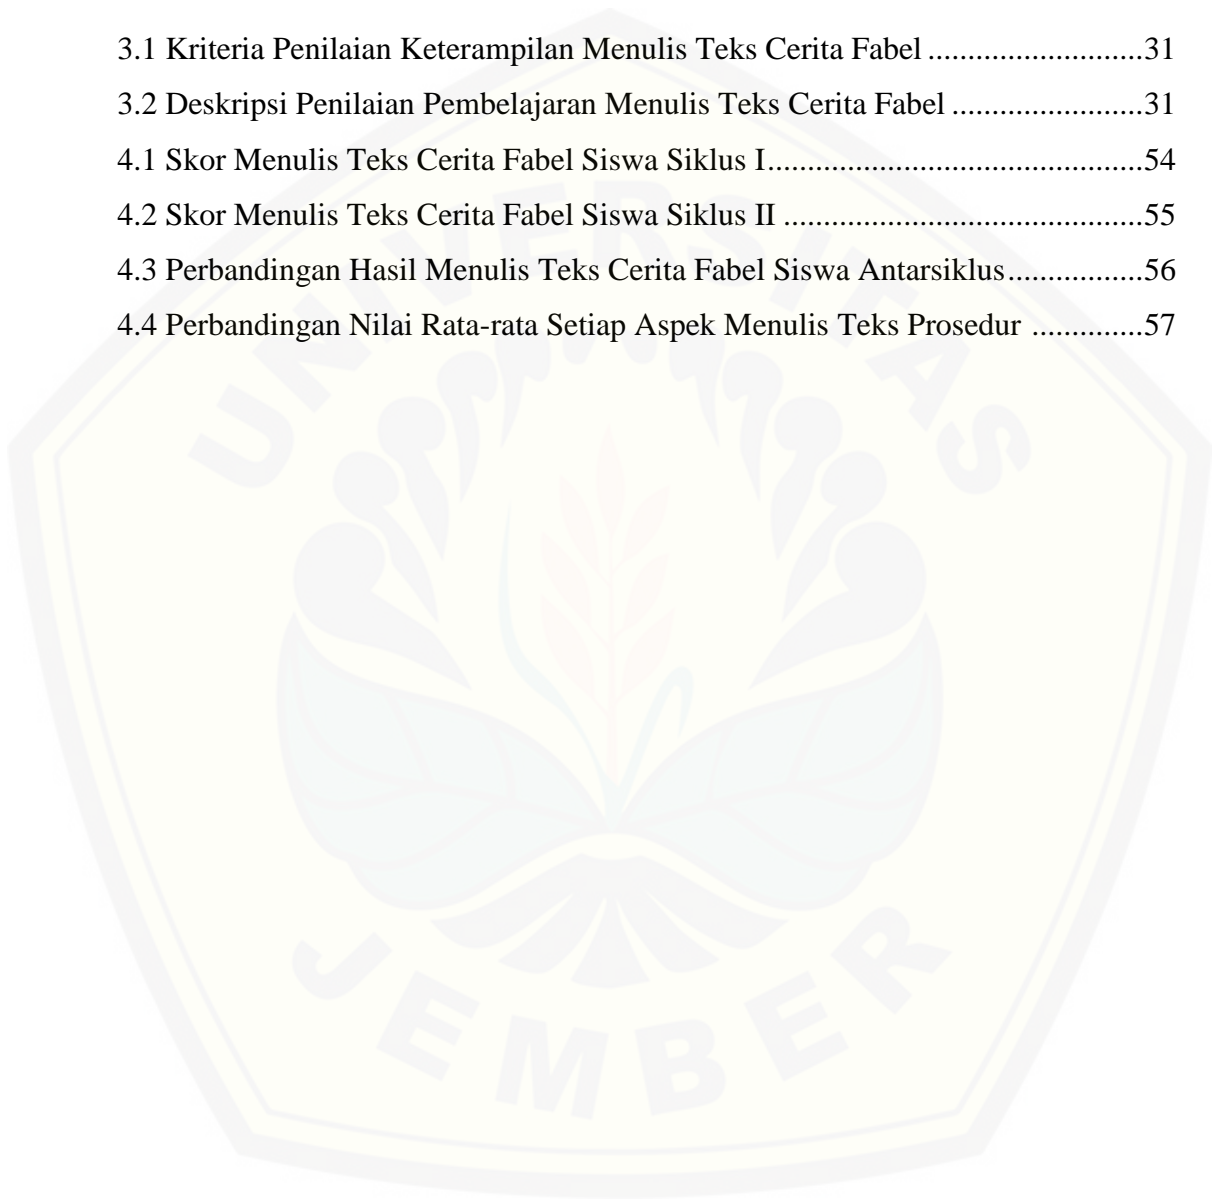 3.1 Kriteria Penilaian Keterampilan Menulis Teks Cerita Fabel ..........................31
3.2 Deskripsi Penilaian Pembelajaran Menulis Teks Cerita Fabel .......................31
4.1 Skor Menulis Teks Cerita Fabel Siswa Siklus I..............................................54
4.2 Skor Menulis Teks Cerita Fabel Siswa Siklus II ............................................55
4.3 Perbandingan Hasil Menulis Teks Cerita Fabel Siswa Antarsiklus.................56
4.4 Perbandingan Nilai Rata-rata Setiap Aspek Menulis Teks Prosedur ..............57
UNIVERSITAS
JEMBER